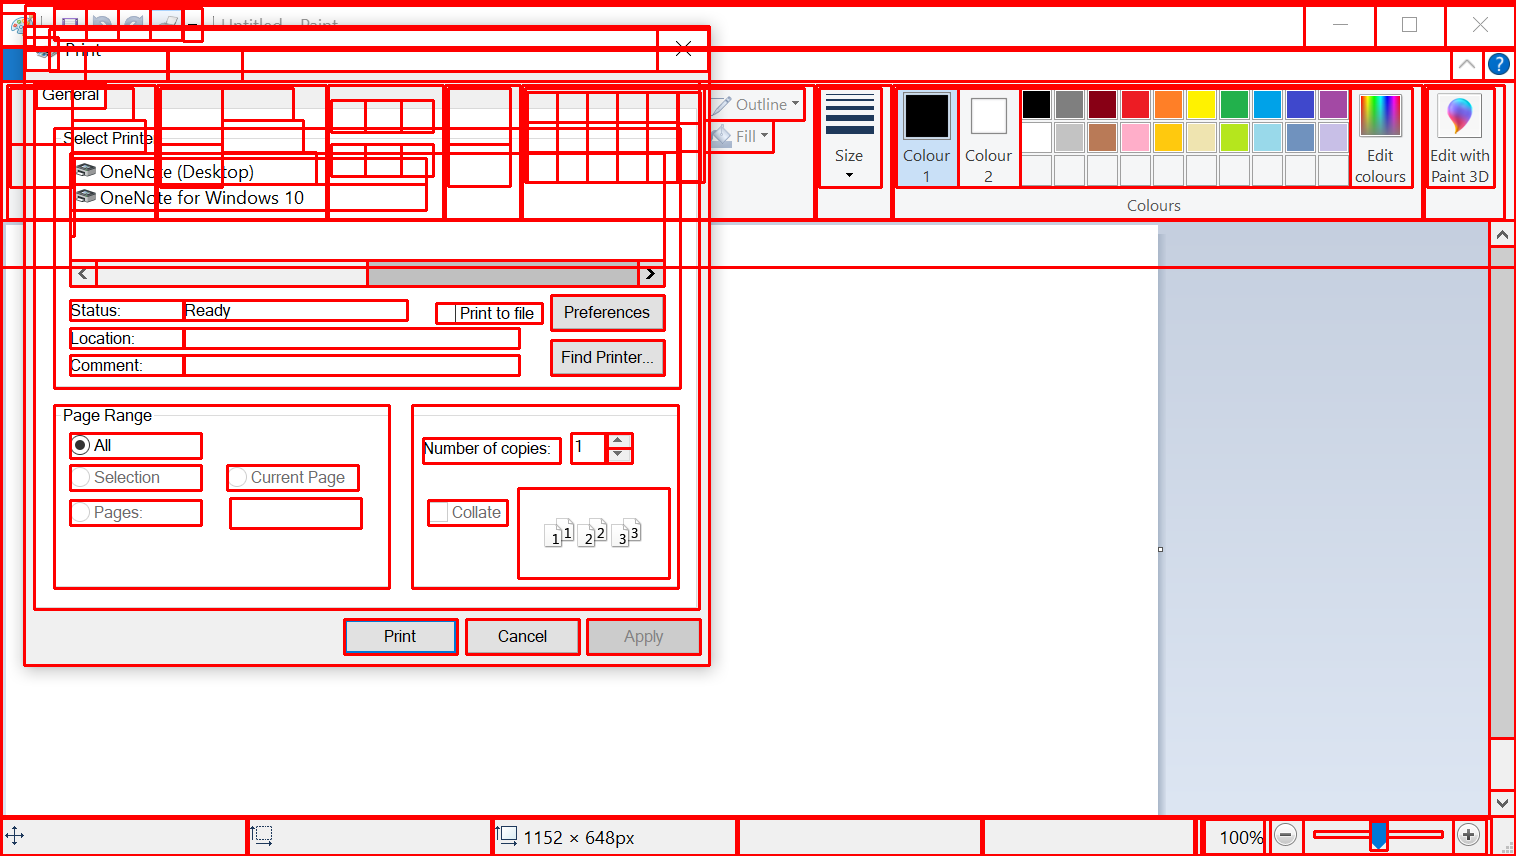 Untitled - Paint
Print
General
Outline
Fill
Select Printer
OneNote (Desktop)
OneNote for Windows 10
Size
Colour 1
Colour 2
Edit colours
Edit with Paint 3D
Colours
Status: Ready
Print to file
Preferences
Location:
Find Printer...
Comment:
Page Range
All
Selection
Current Page
Pages:
Number of copies: 1
Collate
1 1 2 2 3 3
Print
Cancel
Apply
1152 × 648px
100%